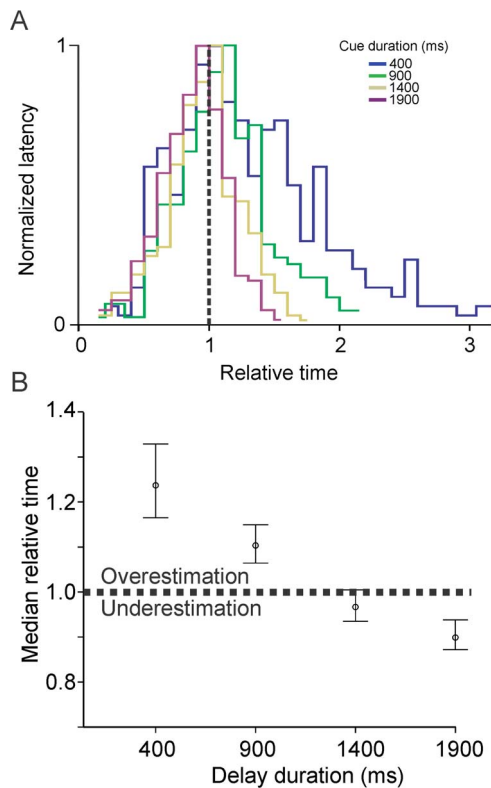 A
Cue duration (ms)
400
900
1400
1900
1
0
Normalized latency
0
1
2
3
Relative time
B
1.4
1.2
1.0
0.8
Median relative time
Overestimation
Underestimation
400
900
1400
1900
Delay duration (ms)